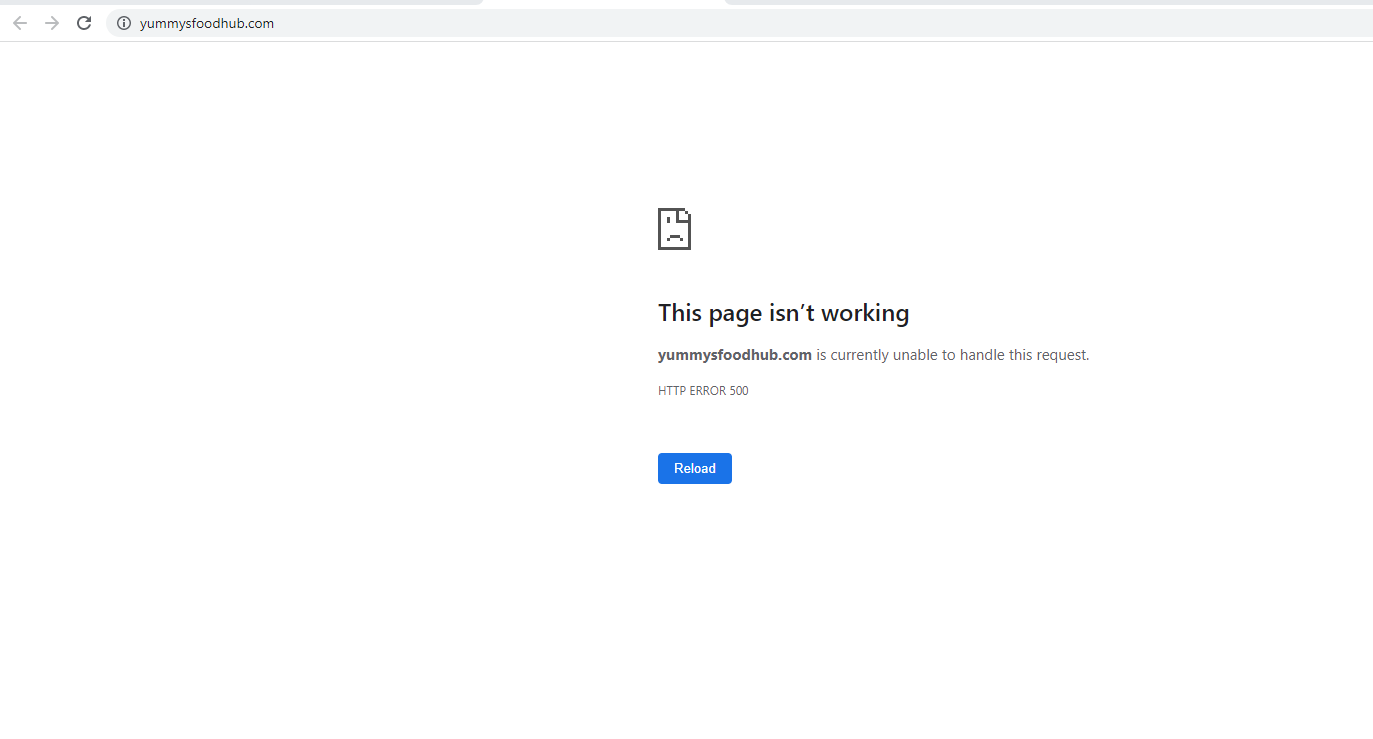 yummysfoodhub.com
This page isn’t working
yummysfoodhub.com is currently unable to handle this request.
HTTP ERROR 500
Reload